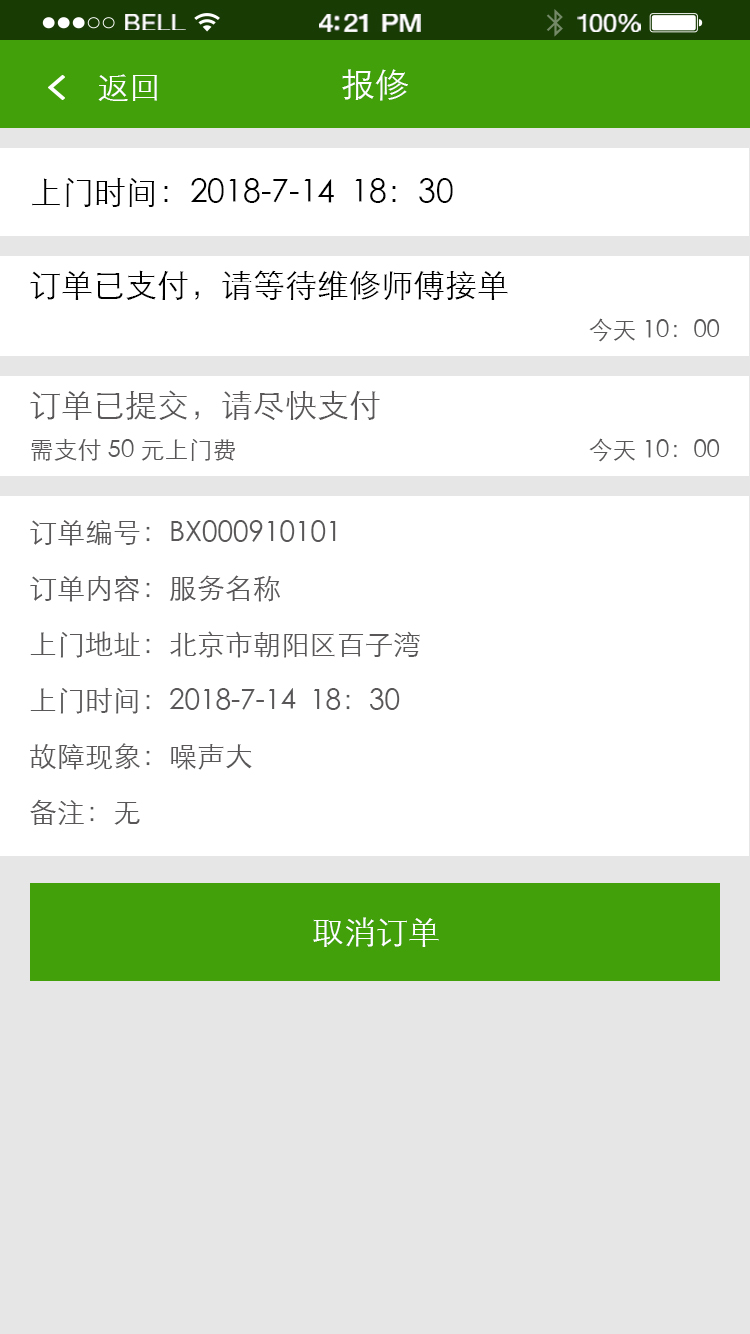 BELL 4:21 PM 100%
返回 报修
上门时间：2018-7-14 18：30
订单已支付，请等待维修师傅接单
今天 10：00
订单已提交，请尽快支付
需支付 50 元上门费 今天 10：00
订单编号：BX000910101
订单内容：服务名称
上门地址：北京市朝阳区百子湾
上门时间：2018-7-14 18：30
故障现象：噪声大
备注：无
取消订单